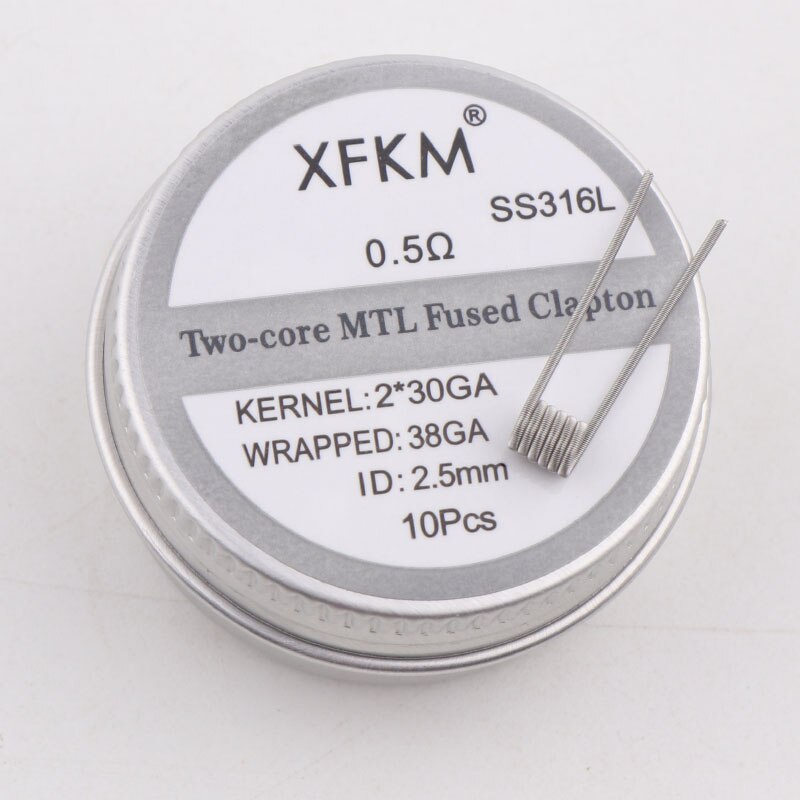 XFKM®
SS316L
0.5Ω
Two-core MTL Fused Clapton
KERNEL:2*30GA
WRAPPED:38GA
ID:2.5mm
10Pcs